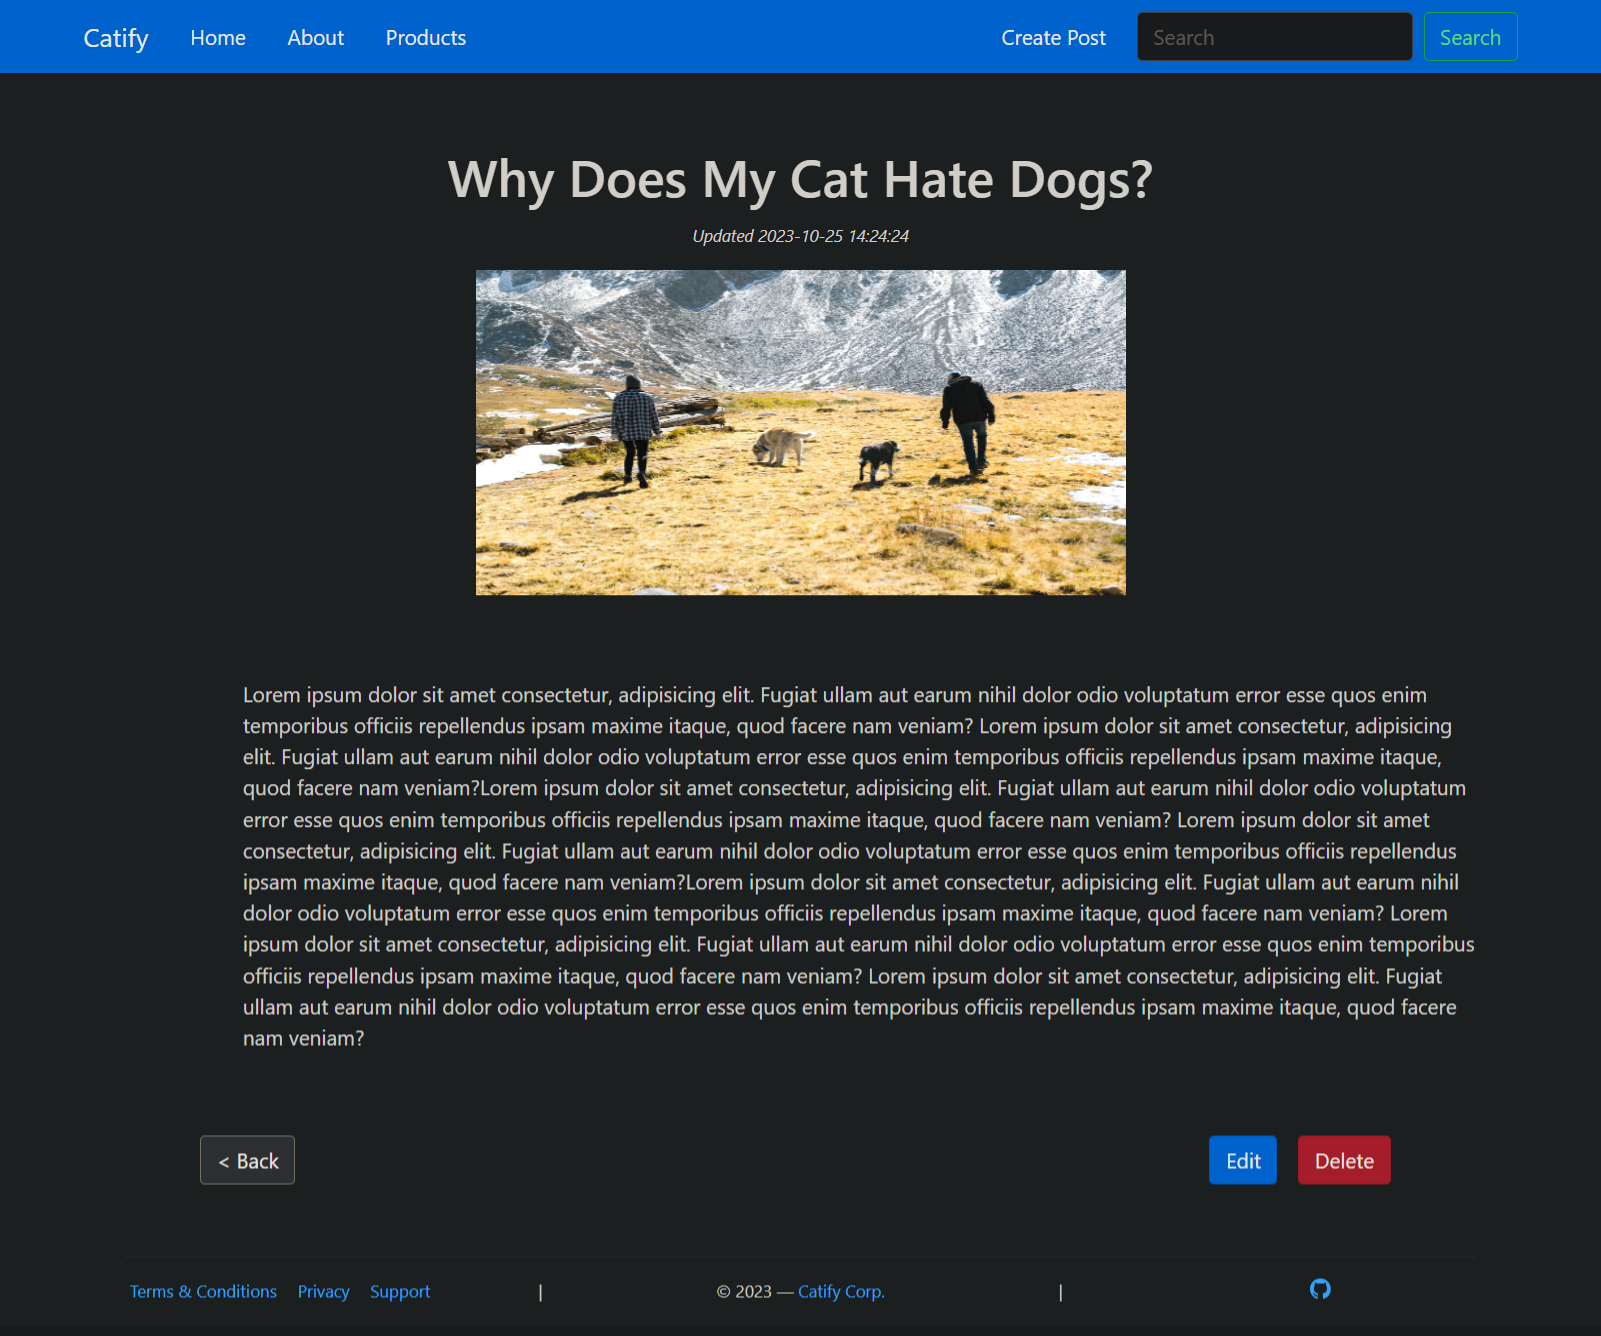 Catify Home About Products Create Post Search Search
Why Does My Cat Hate Dogs?
Updated 2023-10-25 14:24:24
Lorem ipsum dolor sit amet consectetur, adipisicing elit. Fugiat ullam aut earum nihil dolor odio voluptatum error esse quos enim
temporibus officiis repellendus ipsam maxime itaque, quod facere nam veniam? Lorem ipsum dolor sit amet consectetur, adipisicing
elit. Fugiat ullam aut earum nihil dolor odio voluptatum error esse quos enim temporibus officiis repellendus ipsam maxime itaque,
quod facere nam veniam?Lorem ipsum dolor sit amet consectetur, adipisicing elit. Fugiat ullam aut earum nihil dolor odio voluptatum
error esse quos enim temporibus officiis repellendus ipsam maxime itaque, quod facere nam veniam? Lorem ipsum dolor sit amet
consectetur, adipisicing elit. Fugiat ullam aut earum nihil dolor odio voluptatum error esse quos enim temporibus officiis repellendus
ipsam maxime itaque, quod facere nam veniam?Lorem ipsum dolor sit amet consectetur, adipisicing elit. Fugiat ullam aut earum nihil
dolor odio voluptatum error esse quos enim temporibus officiis repellendus ipsam maxime itaque, quod facere nam veniam? Lorem
ipsum dolor sit amet consectetur, adipisicing elit. Fugiat ullam aut earum nihil dolor odio voluptatum error esse quos enim temporibus
officiis repellendus ipsam maxime itaque, quod facere nam veniam? Lorem ipsum dolor sit amet consectetur, adipisicing elit. Fugiat
ullam aut earum nihil dolor odio voluptatum error esse quos enim temporibus officiis repellendus ipsam maxime itaque, quod facere
nam veniam?
< Back Edit Delete
Terms & Conditions Privacy Support | © 2023 — Catify Corp. |